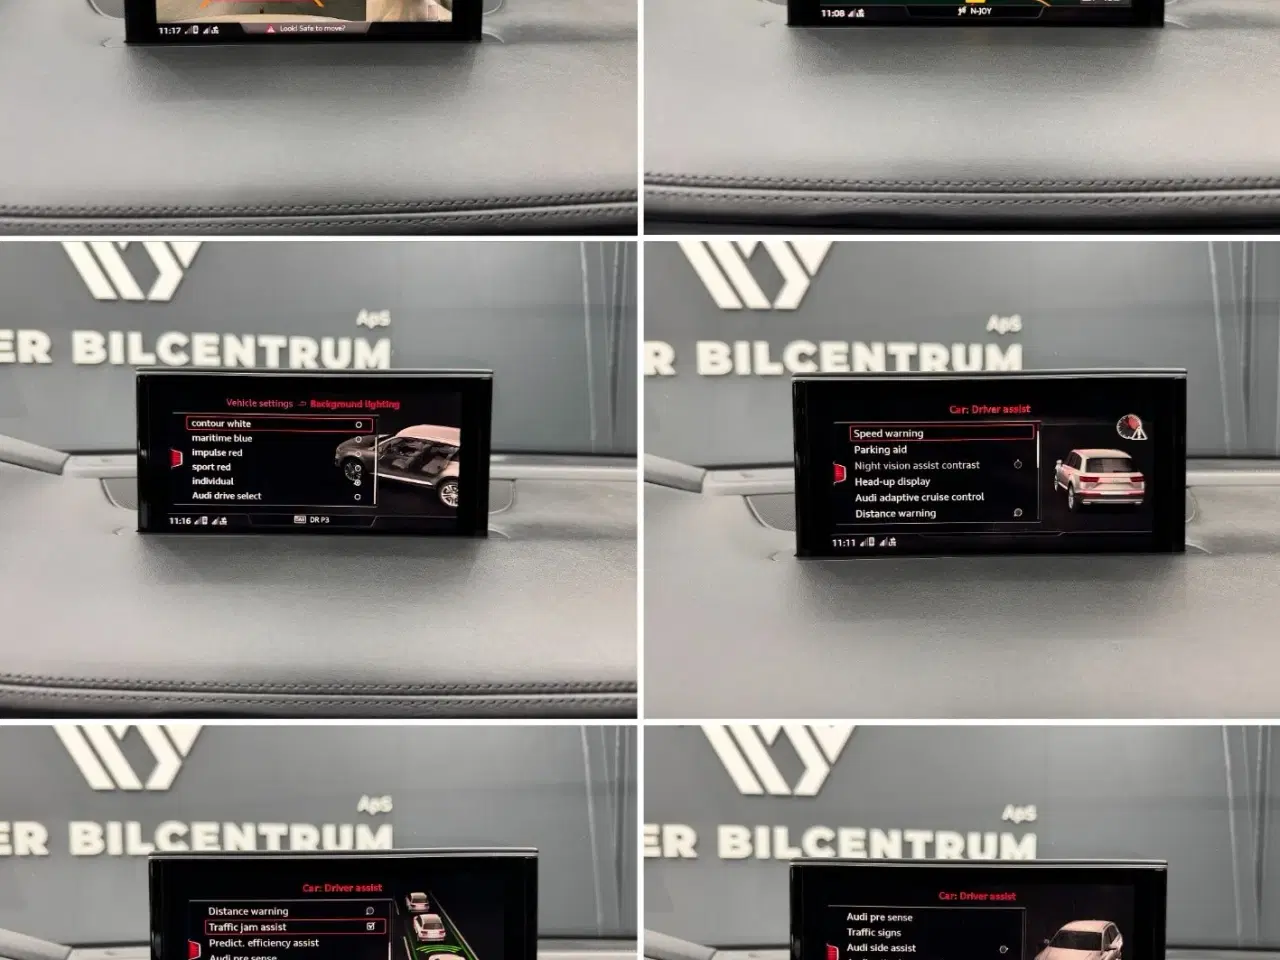 11:17
Look! Safe to move?
11:08
N-JOY
ApS
ER BILCENTRUM
Vehicle settings
Background lighting
contour white
maritime blue
impulse red
sport red
individual
Audi drive select
11:16
DR P3
ApS
R BILCENTRUM
Car: Driver assist
Speed warning
Parking aid
Night vision assist contrast
Head-up display
Audi adaptive cruise control
Distance warning
11:11
ApS
ER BILCENTRUM
Car: Driver assist
Distance warning
Traffic jam assist
Predict. efficiency assist
Audi pre sense
ApS
ER BILCENTRUM
Car: Driver assist
Audi pre sense
Traffic signs
Audi side assist